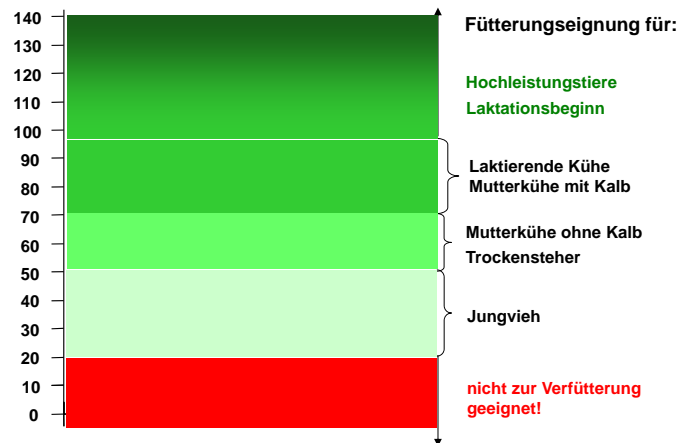 140
130
120
110
100
90
80
70
60
50
40
30
20
10
0
Fütterungseignung für:
Hochleistungstiere
Laktationsbeginn
Laktierende Kühe
Mutterkühe mit Kalb
Mutterkühe ohne Kalb
Trockensteher
Jungvieh
nicht zur Verfütterung
geeignet!